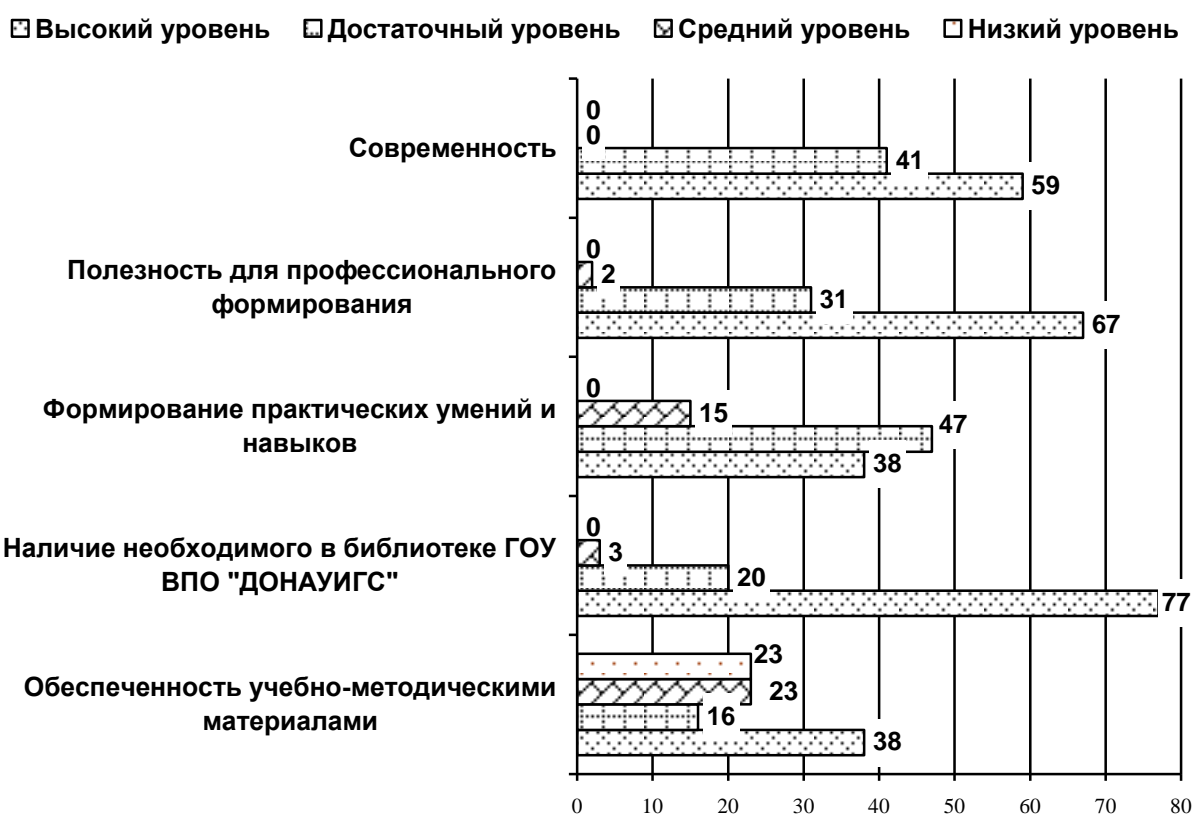 Высокий уровень Достаточный уровень Средний уровень Низкий уровень
0
0
Современность
41
59
0
Полезность для профессионального
2
формирования
31
67
0
Формирование практических умений и
15
47
навыков
38
0
Наличие необходимого в библиотеке ГОУ
3
ВПО "ДОНАУИГС"
20
77
23
Обеспеченность учебно-методическими
23
материалами
16
38
0 10 20 30 40 50 60 70 80